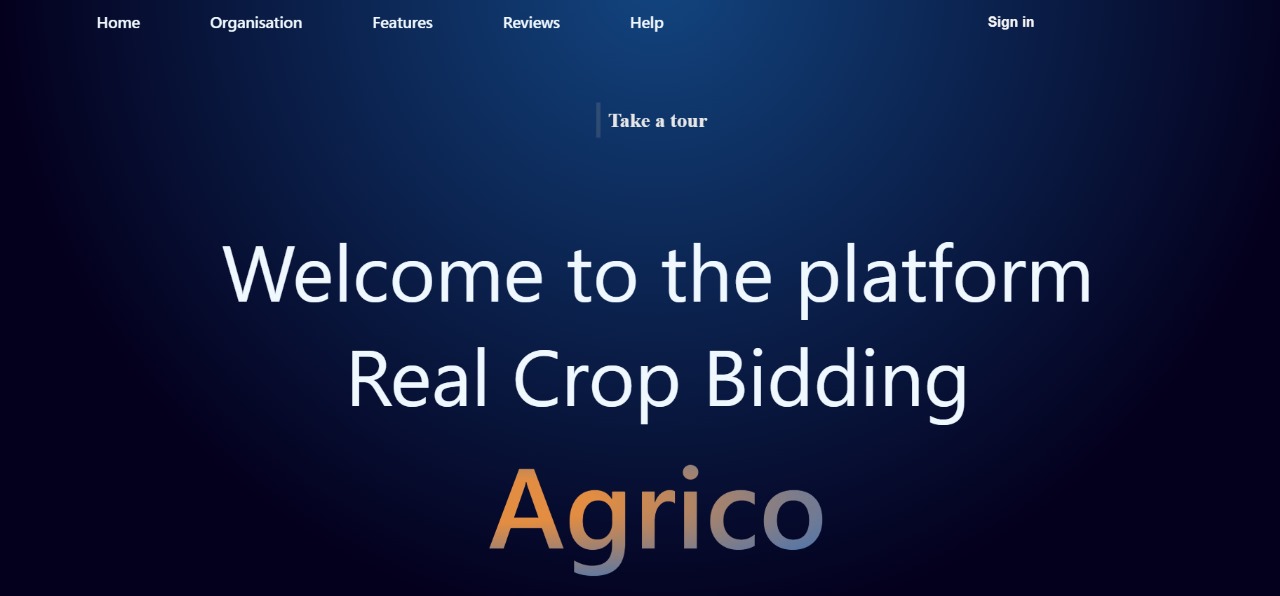 Home Organisation Features Reviews Help Sign in
Take a tour
Welcome to the platform
Real Crop Bidding
Agrico